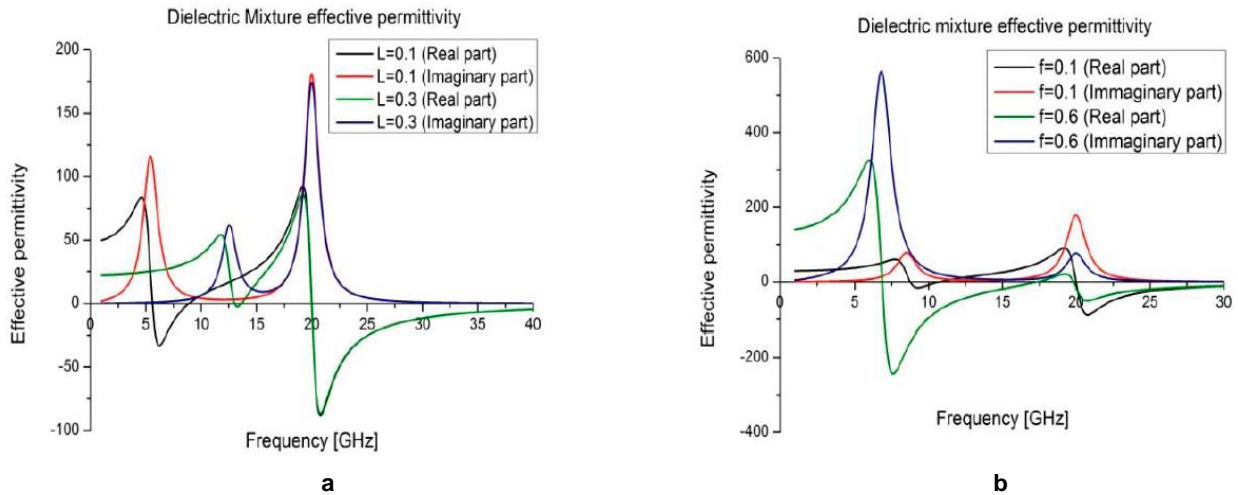 Dielectric Mixture effective permittivity
200
150
100
50
0
-50
-100
0
5
10
15
20
25
30
35
40
L=0.1 (Real part)
L=0.1 (Imaginary part)
L=0.3 (Real part)
L=0.3 (Imaginary part)
Effective permittivity
Frequency [GHz]
a
Dielectric mixture effective permittivity
600
400
200
0
-200
-400
0
5
10
15
20
25
30
f=0.1 (Real part)
f=0.1 (Immaginary part)
f=0.6 (Real part)
f=0.6 (Immaginary part)
Effective permittivity
Frequency [GHz]
b